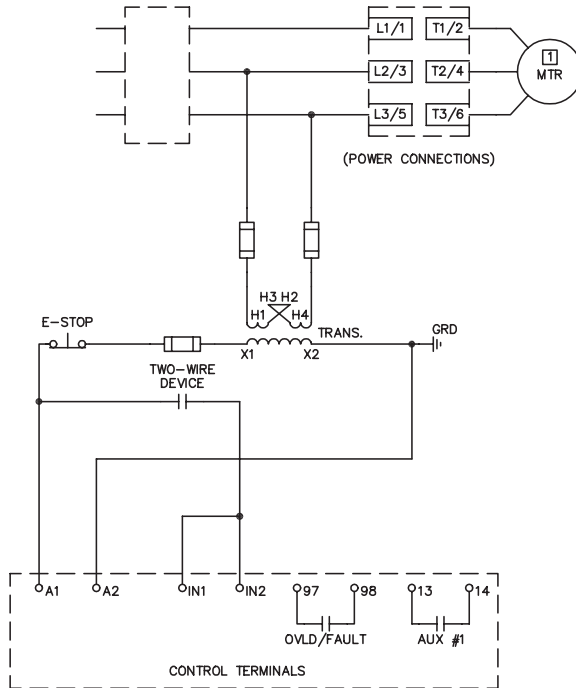 L1/1 T1/2
1
L2/3 T2/4 MTR
L3/5 T3/6
(POWER CONNECTIONS)
H3 H2
H1 H4
E-STOP TRANS. GRD
X1 X2
TWO-WIRE
DEVICE
A1 A2 IN1 IN2 97 98 13 14
OVLD/FAULT AUX #1
CONTROL TERMINALS